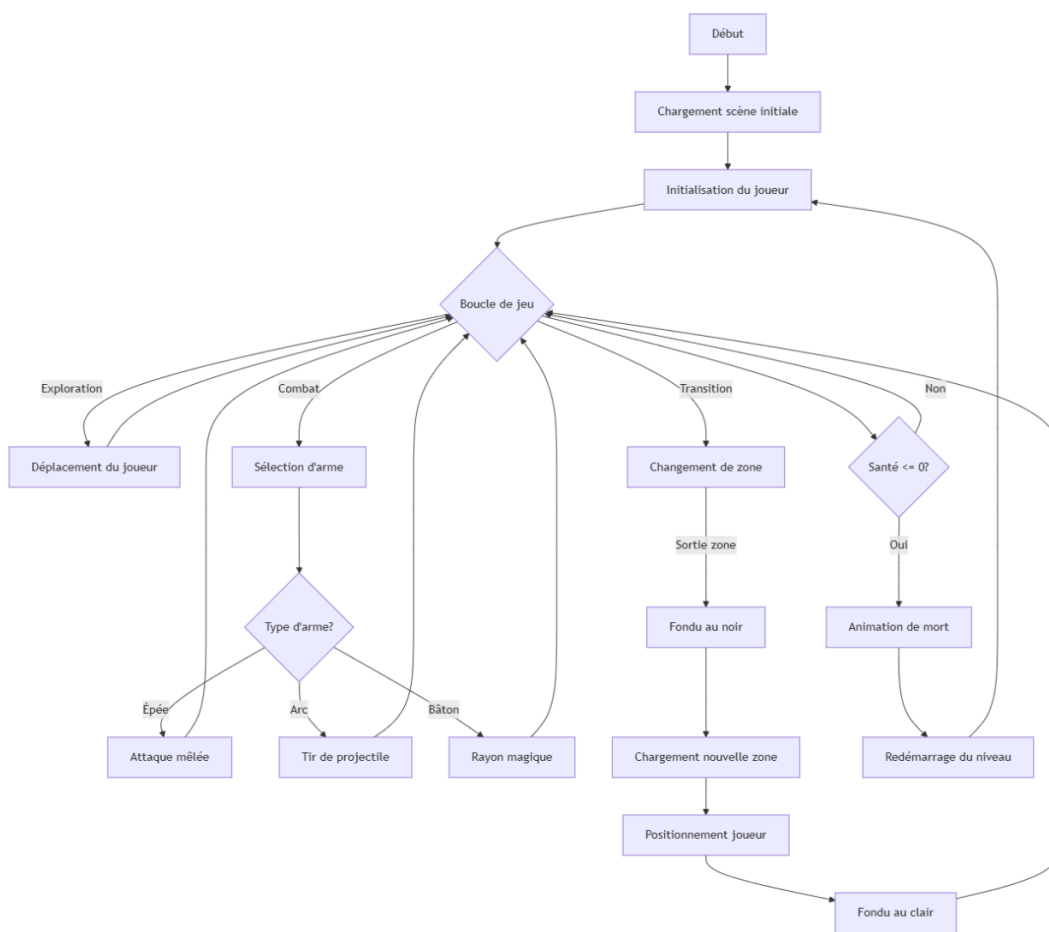 Début
Chargement scène initiale
Initialisation du joueur
Boucle de jeu
Exploration
Combat
Transition
Non
Déplacement du joueur
Sélection d'arme
Changement de zone
Santé <= 0?
Sortie zone
Oui
Type d'arme?
Fondu au noir
Animation de mort
Épée
Arc
Bâton
Attaque mêlée
Tir de projectile
Rayon magique
Chargement nouvelle zone
Redémarrage du niveau
Positionnement joueur
Fondu au clair